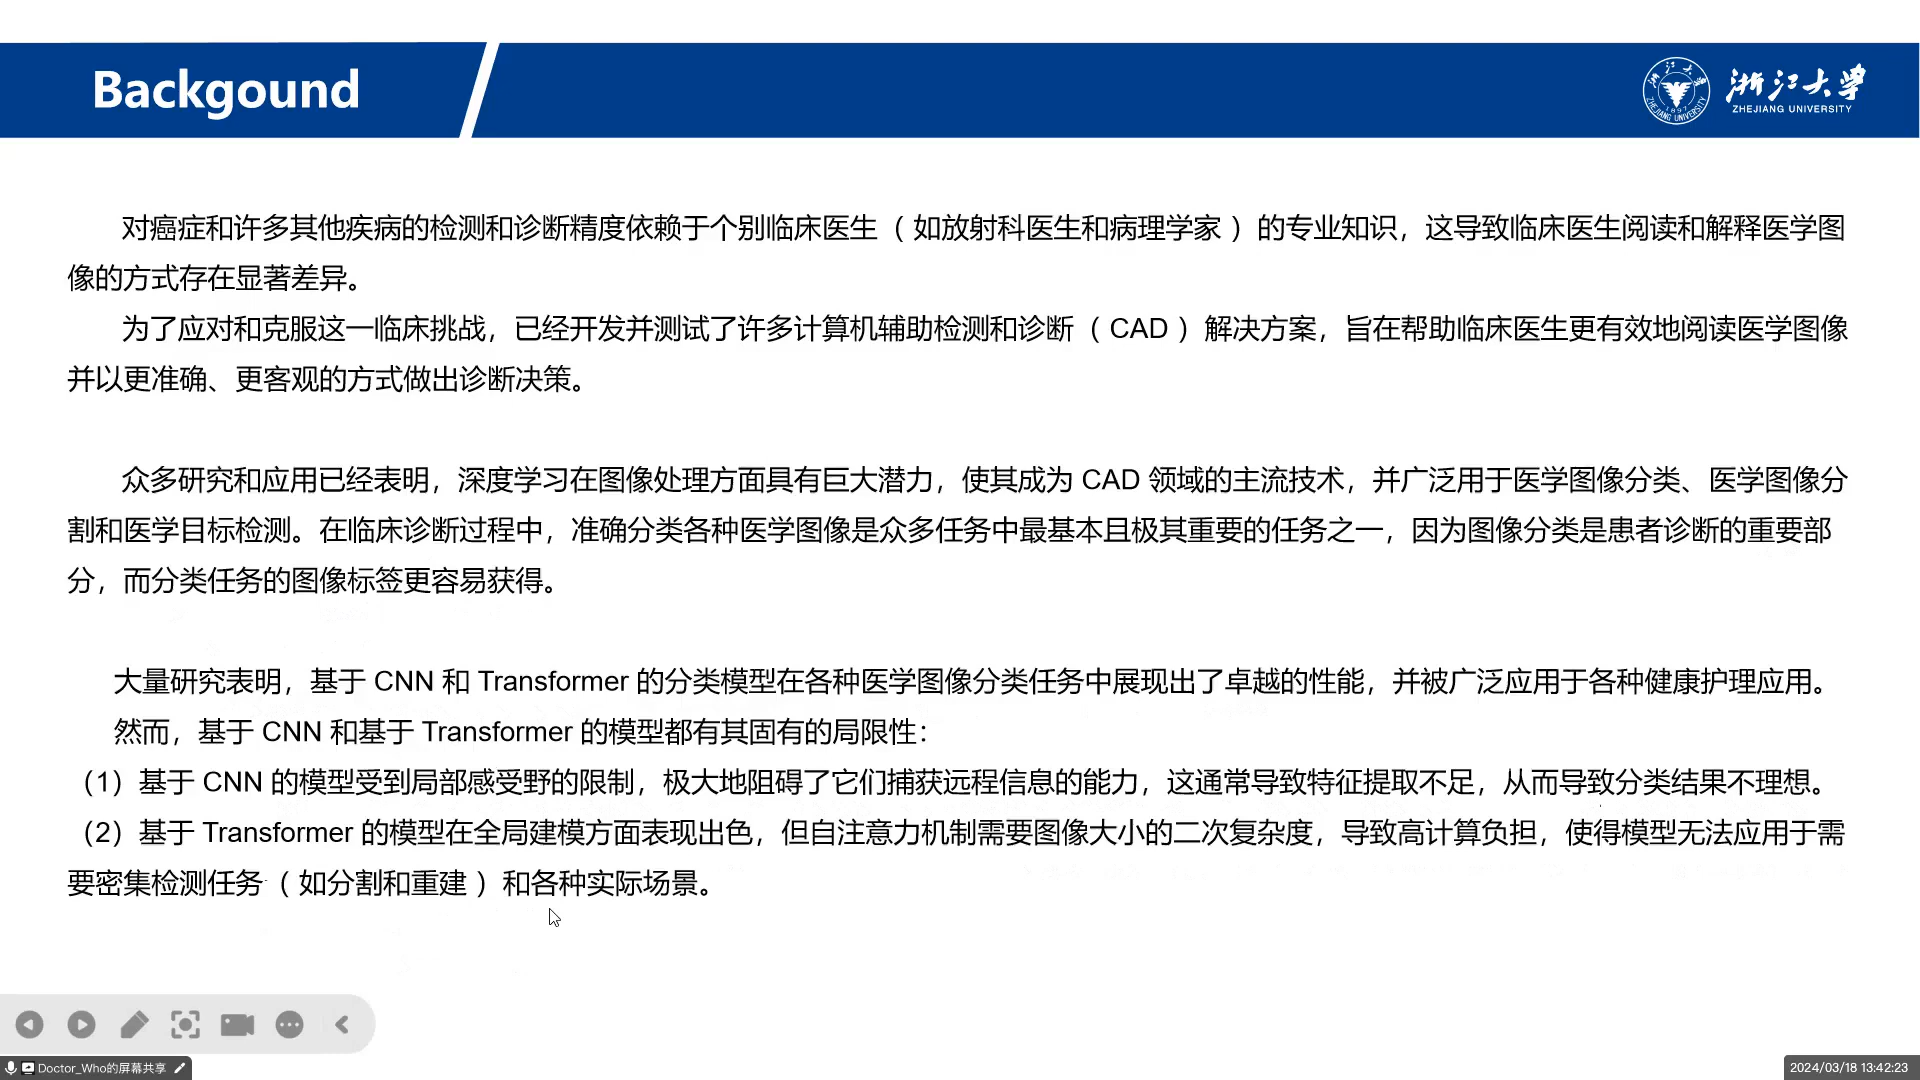 Backgound
浙江大学
ZHEJIANG UNIVERSITY
对癌症和许多其他疾病的检测和诊断精度依赖于个别临床医生（如放射科医生和病理学家）的专业知识，这导致临床医生阅读和解释医学图
像的方式存在显著差异。
为了应对和克服这一临床挑战，已经开发并测试了许多计算机辅助检测和诊断（CAD）解决方案，旨在帮助临床医生更有效地阅读医学图像
并以更准确、更客观的方式做出诊断决策。
众多研究和应用已经表明，深度学习在图像处理方面具有巨大潜力，使其成为 CAD 领域的主流技术，并广泛用于医学图像分类、医学图像分
割和医学目标检测。在临床诊断过程中，准确分类各种医学图像是众多任务中最基本且极其重要的任务之一，因为图像分类是患者诊断的重要部
分，而分类任务的图像标签更容易获得。
大量研究表明，基于 CNN 和 Transformer 的分类模型在各种医学图像分类任务中展现出了卓越的性能，并被广泛应用于各种健康护理应用。
然而，基于 CNN 和基于 Transformer 的模型都有其固有的局限性：
（1）基于 CNN 的模型受到局部感受野的限制，极大地阻碍了它们捕获远程信息的能力，这通常导致特征提取不足，从而导致分类结果不理想。
（2）基于 Transformer 的模型在全局建模方面表现出色，但自注意力机制需要图像大小的二次复杂度，导致高计算负担，使得模型无法应用于需
要密集检测任务（如分割和重建）和各种实际场景。
Doctor_Who的屏幕共享
2024/03/18 13:42:23